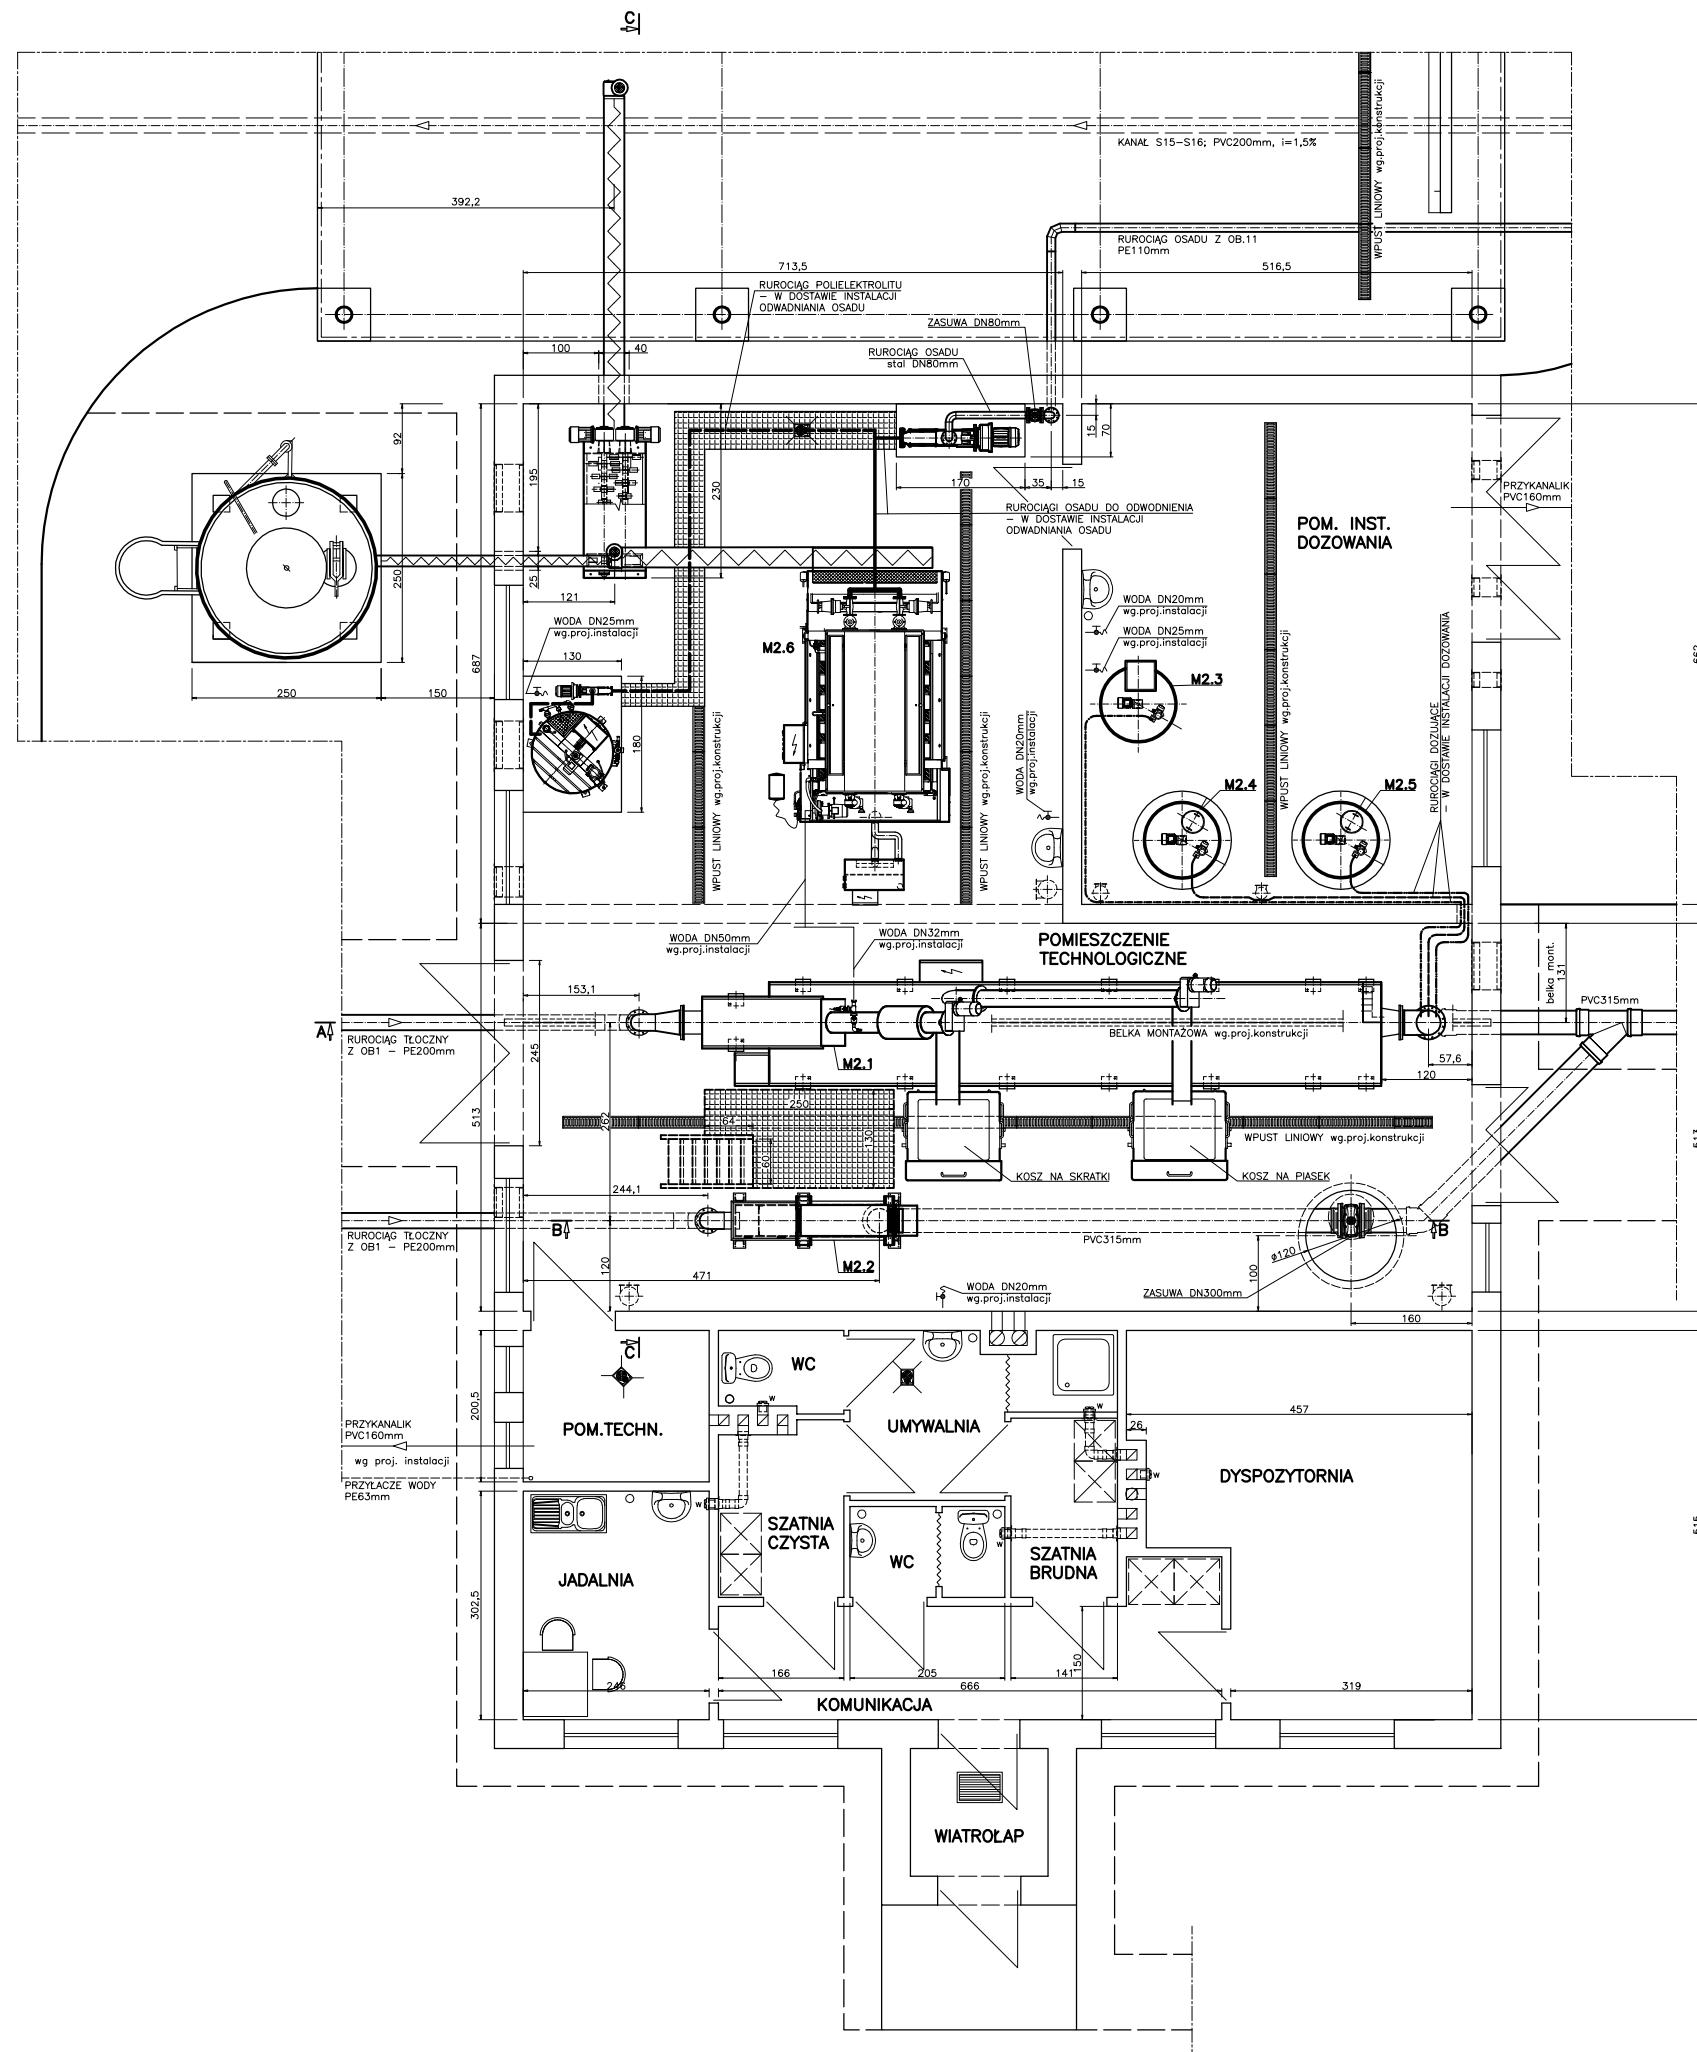 C
KANAŁ S15-S16; PVC200mm, i=1,5%
WPUST LINIOWY wg.proj.konstrukcji
392,2
RUROCIĄG OSADU Z OB.11
PE110mm
713,5
516,5
RUROCIĄG POLIELEKTROLITU
- W DOSTAWIE INSTALACJI
ODWADNIANIA OSADU
ZASUWA DN80mm
100
40
RUROCIĄG OSADU
stal DN80mm
92
195
230
15
70
170
35
15
PRZYKANALIK
PVC160mm
RUROCIĄGI OSADU DO ODWODNIENIA
- W DOSTAWIE INSTALACJI
ODWADNIANIA OSADU
POM. INST.
DOZOWANIA
250
25
121
WODA DN20mm
wg.proj.instalacji
WODA DN25mm
wg.proj.instalacji
WODA DN25mm
wg.proj.instalacji
M2.6
130
687
662
M2.3
250
150
180
WPUST LINIOWY wg.proj.konstrukcji
WPUST LINIOWY wg.proj.konstrukcji
WODA DN20mm
wg.proj.instalacji
WPUST LINIOWY wg.proj.konstrukcji
RUROCIĄGI DOZUJĄCE
- W DOSTAWIE INSTALACJI DOZOWANIA
M2.4
M2.5
WODA DN50mm
wg.proj.instalacji
WODA DN32mm
wg.proj.instalacji
POMIESZCZENIE
TECHNOLOGICZNE
belka mont.
131
153,1
PVC315mm
A
RUROCIĄG TŁOCZNY
Z OB1 - PE200mm
245
BELKA MONTAŻOWA wg.proj.konstrukcji
M2.1
57,6
120
250
64
513
262
130
60
WPUST LINIOWY wg.proj.konstrukcji
513
KOSZ NA SKRATKI
KOSZ NA PIASEK
244,1
B
B
RUROCIĄG TŁOCZNY
Z OB1 - PE200mm
PVC315mm
ø120
M2.2
120
471
100
WODA DN20mm
wg.proj.instalacji
ZASUWA DN300mm
160
C
WC
D
w
200,5
PRZYKANALIK
PVC160mm
wg proj. instalacji
POM.TECHN.
UMYWALNIA
w
457
26
w
DYSPOZYTORNIA
PRZYŁACZE WODY
PE63mm
w
SZATNIA
CZYSTA
WC
w
SZATNIA
BRUDNA
515
JADALNIA
302,5
166
205
141
150
246
666
319
KOMUNIKACJA
WIATROŁAP